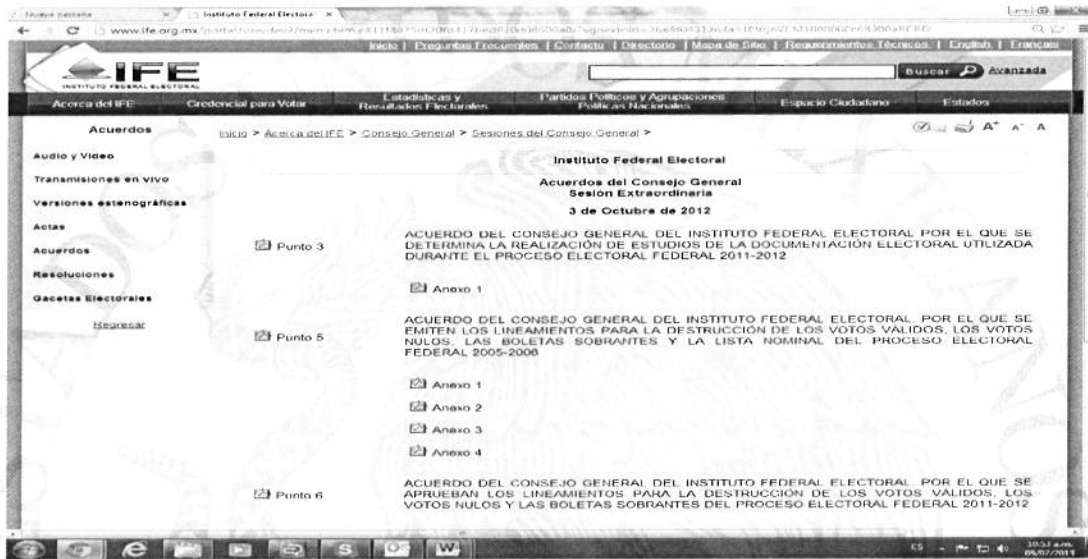 Nueva pestaña
Instituto Federal Elector
www.ife.org.mx
Inicio | Preguntas Frecuentes | Contacto | Directorio | Mapa de Sitio | Requerimientos Técnicos | English | Français
IFE
INSTITUTO FEDERAL ELECTORAL
Buscar Avanzada
Acerca del IFE
Credencial para Votar
Estadísticas y
Resultados Electorales
Partidos Políticos y Agrupaciones
Políticas Nacionales
Espacio Ciudadano
Estados
Acuerdos
Inicio > Acerca del IFE > Consejo General > Sesiones del Consejo General >
A+ A- A
Audio y Video
Transmisiones en vivo
Versiones estenográficas
Actas
Acuerdos
Resoluciones
Gacetas Electorales
Regresar
Instituto Federal Electoral
Acuerdos del Consejo General
Sesión Extraordinaria
3 de Octubre de 2012
Punto 3
ACUERDO DEL CONSEJO GENERAL DEL INSTITUTO FEDERAL ELECTORAL POR EL QUE SE
DETERMINA LA REALIZACIÓN DE ESTUDIOS DE LA DOCUMENTACIÓN ELECTORAL UTILIZADA
DURANTE EL PROCESO ELECTORAL FEDERAL 2011-2012
Anexo 1
Punto 5
ACUERDO DEL CONSEJO GENERAL DEL INSTITUTO FEDERAL ELECTORAL, POR EL QUE SE
EMITEN LOS LINEAMIENTOS PARA LA DESTRUCCIÓN DE LOS VOTOS VÁLIDOS, LOS VOTOS
NULOS, LAS BOLETAS SOBRANTES Y LA LISTA NOMINAL DEL PROCESO ELECTORAL
FEDERAL 2005-2006
Anexo 1
Anexo 2
Anexo 3
Anexo 4
Punto 6
ACUERDO DEL CONSEJO GENERAL DEL INSTITUTO FEDERAL ELECTORAL, POR EL QUE SE
APRUEBAN LOS LINEAMIENTOS PARA LA DESTRUCCIÓN DE LOS VOTOS VÁLIDOS, LOS
VOTOS NULOS Y LAS BOLETAS SOBRANTES DEL PROCESO ELECTORAL FEDERAL 2011-2012
ES
10:53 a.m.
09/07/2013